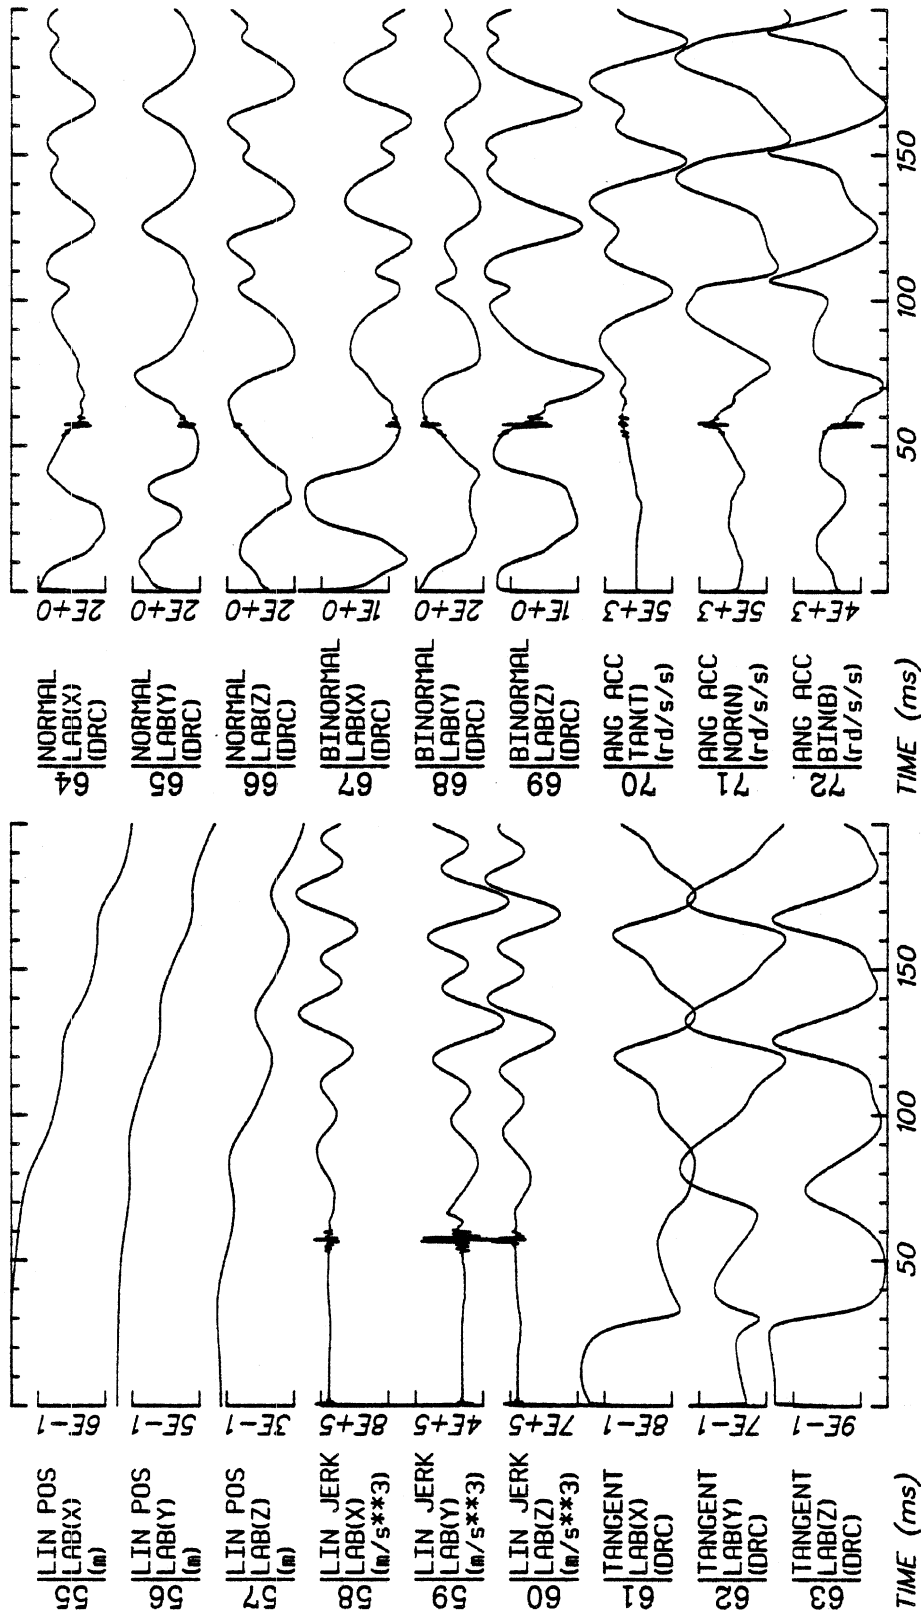 55 LIN POS
LAB(X)
(m)
6E-1
56 LIN POS
LAB(Y)
(m)
5E-1
57 LIN POS
LAB(Z)
(m)
3E-1
58 LIN JERK
LAB(X)
(m/s**3)
8E+5
59 LIN JERK
LAB(Y)
(m/s**3)
4E+5
60 LIN JERK
LAB(Z)
(m/s**3)
7E+5
61 TANGENT
LAB(X)
(DRC)
8E-1
62 TANGENT
LAB(Y)
(DRC)
7E-1
63 TANGENT
LAB(Z)
(DRC)
9E-1
TIME (ms)
50
100
150
64 NORMAL
LAB(X)
(DRC)
2E+0
65 NORMAL
LAB(Y)
(DRC)
2E+0
66 NORMAL
LAB(Z)
(DRC)
2E+0
67 BINORMAL
LAB(X)
(DRC)
1E+0
68 BINORMAL
LAB(Y)
(DRC)
2E+0
69 BINORMAL
LAB(Z)
(DRC)
1E+0
70 ANG ACC
TAN(T)
(rd/s/s)
5E+3
71 ANG ACC
NOR(N)
(rd/s/s)
5E+3
72 ANG ACC
BIN(B)
(rd/s/s)
4E+3
TIME (ms)
50
100
150